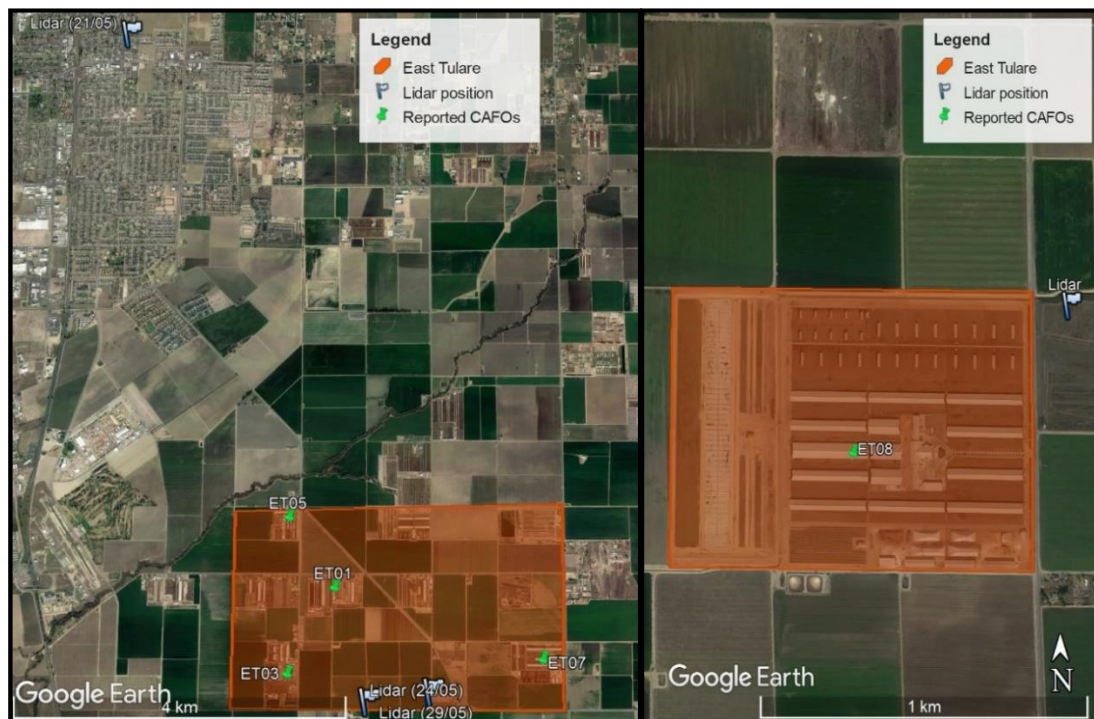 Lidar (21/05)
Legend
East Tulare
Lidar position
Reported CAFOs
ET05
ET01
ET03
ET07
Google Earth
4 km
Lidar (24/05)
Lidar (29/05)
Legend
East Tulare
Lidar position
Reported CAFOs
Lidar
ET08
Google Earth
N
1 km